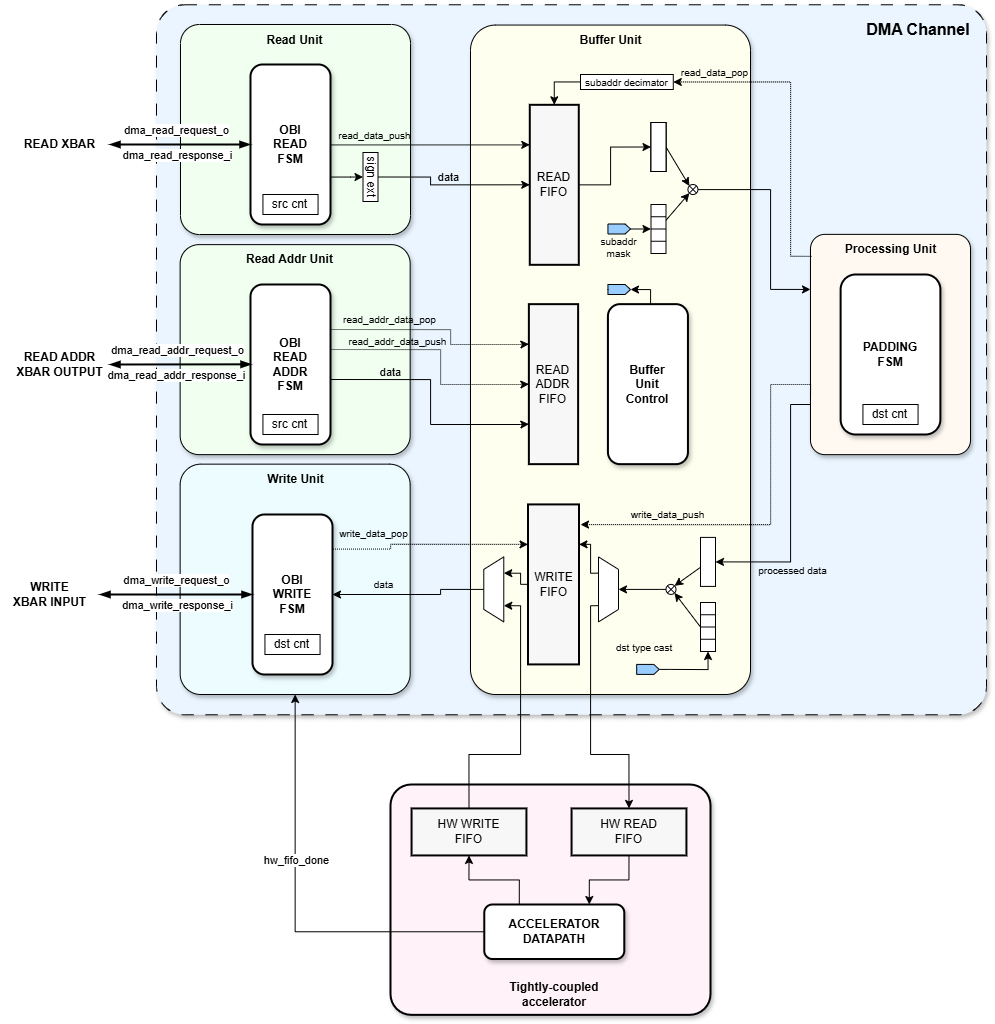 DMA Channel
Read Unit
Buffer Unit
subaddr decimator
read_data_pop
READ XBAR
dma_read_request_o
dma_read_response_i
OBI
READ
FSM
src cnt
read_data_push
sign ext
data
READ
FIFO
subaddr
mask
Read Addr Unit
Processing Unit
READ ADDR
XBAR OUTPUT
dma_read_addr_request_o
dma_read_addr_response_i
OBI
READ
ADDR
FSM
src cnt
read_addr_data_pop
read_addr_data_push
data
READ
ADDR
FIFO
Buffer
Unit
Control
PADDING
FSM
dst cnt
Write Unit
WRITE
XBAR INPUT
dma_write_request_o
dma_write_response_i
OBI
WRITE
FSM
dst cnt
write_data_pop
data
WRITE
FIFO
write_data_push
processed data
dst type cast
hw_fifo_done
HW WRITE
FIFO
HW READ
FIFO
ACCELERATOR
DATAPATH
Tightly-coupled
accelerator